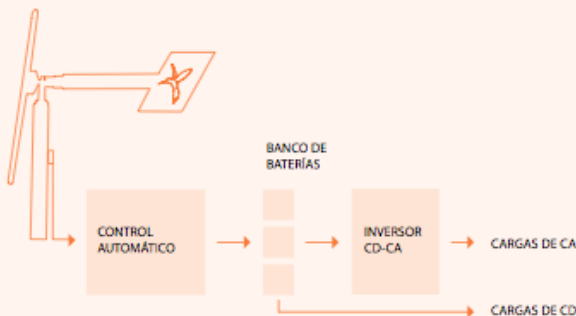 BANCO DE
BATERÍAS
CONTROL
AUTOMÁTICO
INVERSOR
CD-CA
CARGAS DE CA
CARGAS DE CD